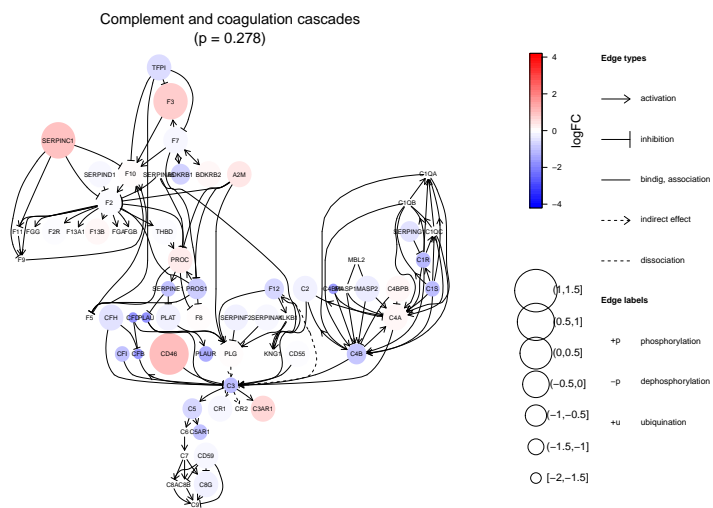 Complement and coagulation cascades
(p = 0.278)
TFPI
F3
SERPINC1
F7
SERPIND1
F10
BDKRB2
A2M
F2
F11
FGG
F2R
F13A1
F13B
FGA
FGB
THBD
F9
PROC
PROS1
F5
CFH
PLAT
F8
CFI
CFB
CD46
PLAUR
PLG
SERPINF2
F12
C2
KNG1
CD55
MBL2
MASP2
C4BPB
C4A
C4B
C1QA
C1QB
C1QC
C1R
C1S
C3
C5
CR1
CR2
C3AR1
C6
C5AR1
C7
CD59
C8A
C8B
C8G
C9
4
2
0
−2
−4
logFC
Edge types
activation
inhibition
bindig, association
indirect effect
dissociation
(1,1.5]
(0.5,1]
(0,0.5]
(−0.5,0]
(−1,−0.5]
(−1.5,−1]
[−2,−1.5]
Edge labels
+p phosphorylation
−p dephosphorylation
+u ubiquination